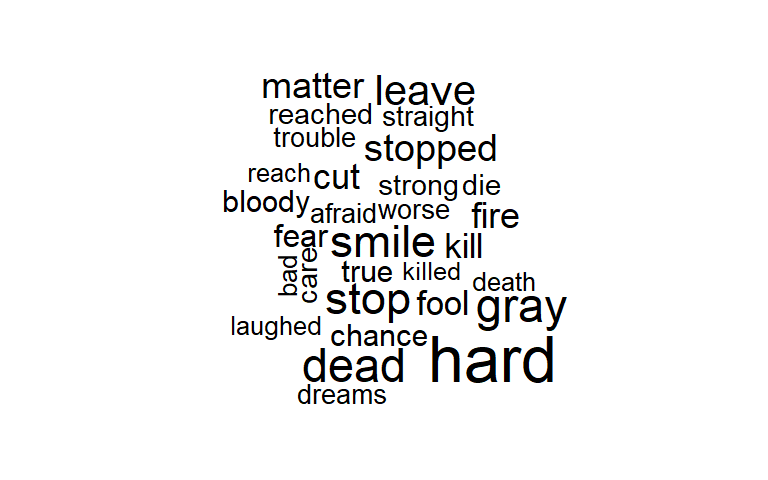 matter leave
reached straight
trouble
stopped
reach cut strong die
bloody afraid worse fire
fear smile kill
bad care true killed death
stop fool gray
laughed chance
dead hard
dreams